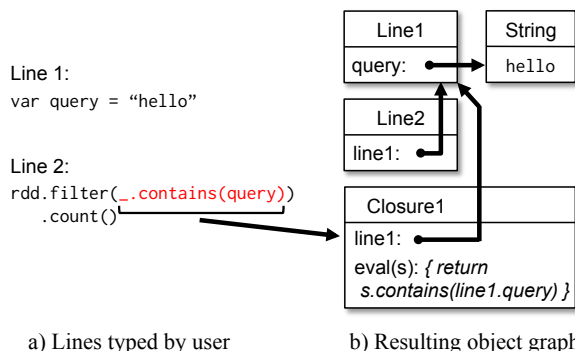 Line 1:
var query = “hello”
Line 2:
rdd.filter(_.contains(query))
.count()
a) Lines typed by user
Line1
query:
String
hello
Line2
line1:
Closure1
line1:
eval(s): { return
s.contains(line1.query) }
b) Resulting object graph